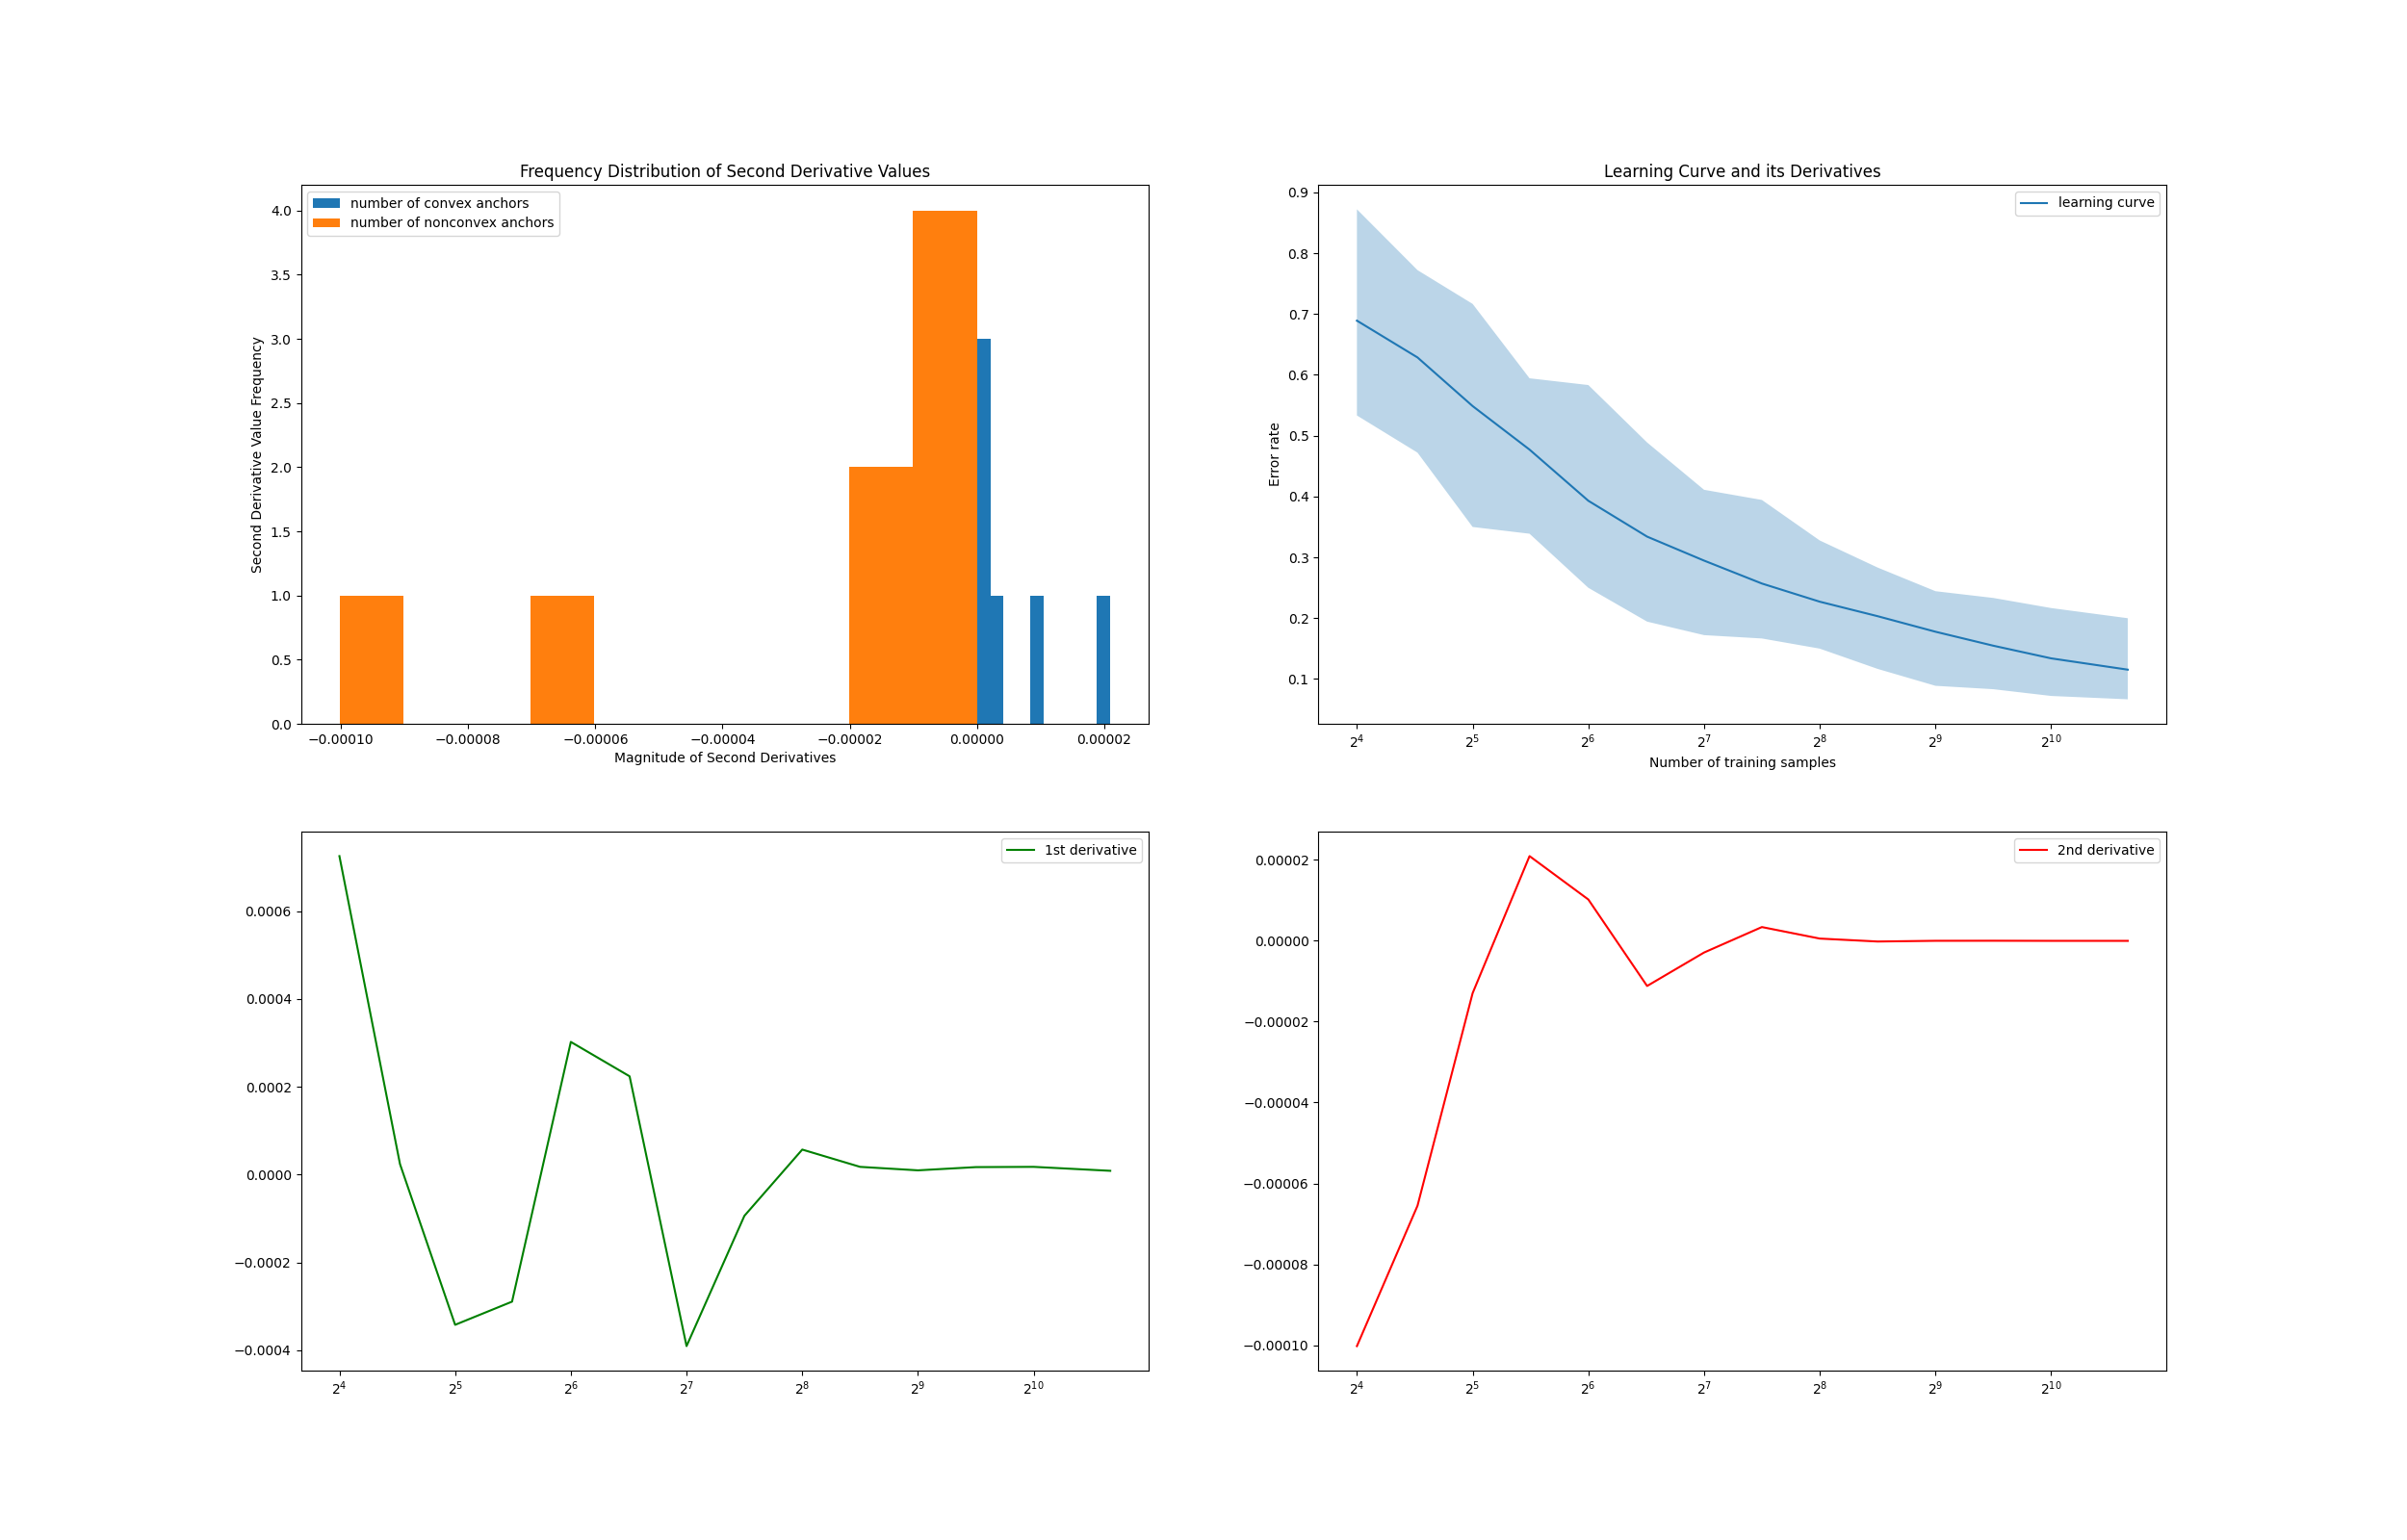 Frequency Distribution of Second Derivative Values
number of convex anchors
number of nonconvex anchors
Second Derivative Value Frequency
4.0
3.5
3.0
2.5
2.0
1.5
1.0
0.5
0.0
−0.00010 −0.00008 −0.00006 −0.00004 −0.00002 0.00000 0.00002
Magnitude of Second Derivatives
Learning Curve and its Derivatives
learning curve
Error rate
0.9
0.8
0.7
0.6
0.5
0.4
0.3
0.2
0.1
2⁴ 2⁵ 2⁶ 2⁷ 2⁸ 2⁹ 2¹⁰
Number of training samples
1st derivative
0.0006
0.0004
0.0002
0.0000
−0.0002
−0.0004
2⁴ 2⁵ 2⁶ 2⁷ 2⁸ 2⁹ 2¹⁰
2nd derivative
0.00002
0.00000
−0.00002
−0.00004
−0.00006
−0.00008
−0.00010
2⁴ 2⁵ 2⁶ 2⁷ 2⁸ 2⁹ 2¹⁰